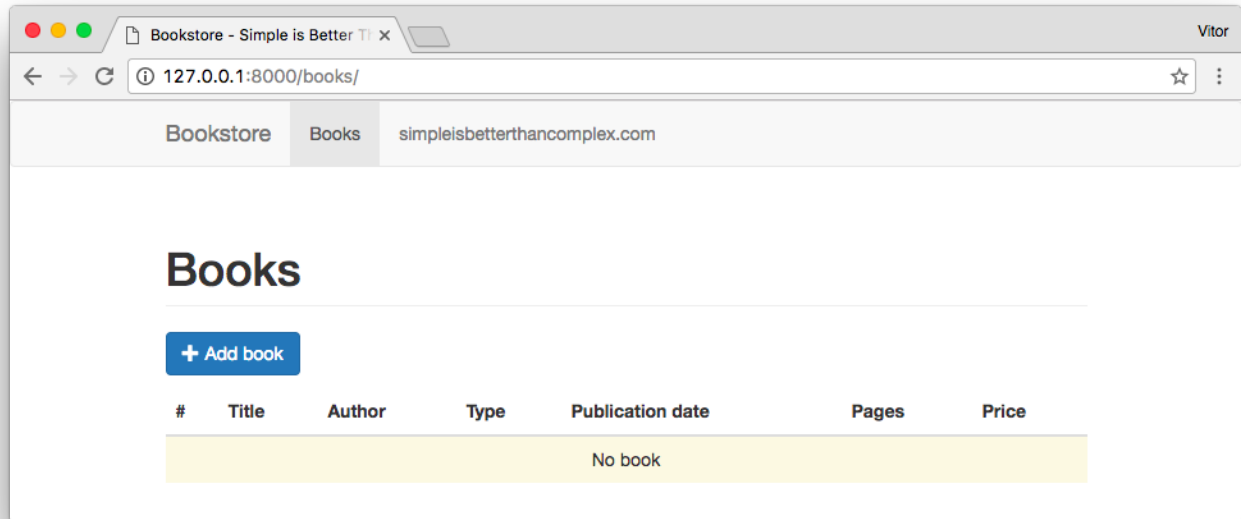 Bookstore - Simple is Better Th
Vitor
127.0.0.1:8000/books/
Bookstore Books simpleisbetterthancomplex.com
Books
Add book
# Title Author Type Publication date Pages Price
No book